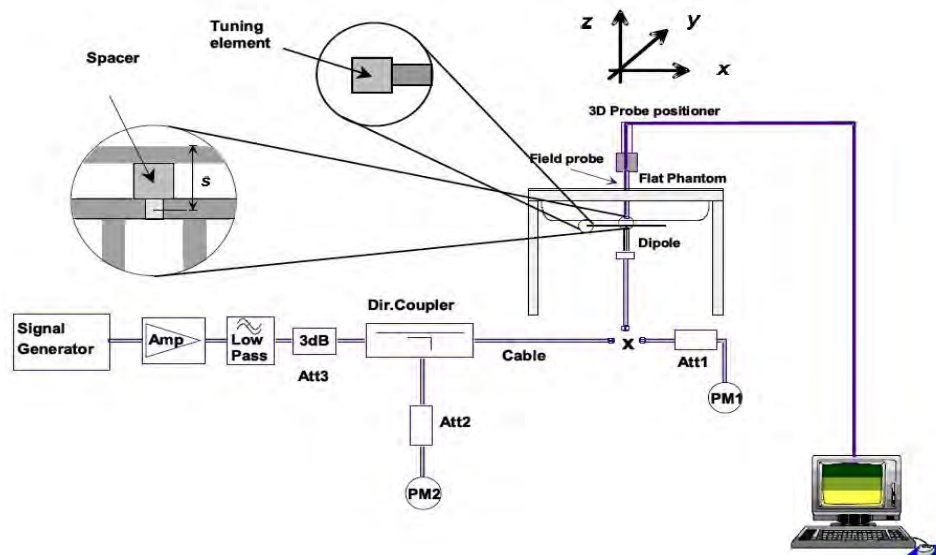 Tuning
element
Spacer
s
z
y
x
3D Probe positioner
Field probe
Flat Phantom
Dipole
Signal
Generator
Amp
Low
Pass
3dB
Att3
Dir.Coupler
Cable
x
Att1
PM1
Att2
PM2